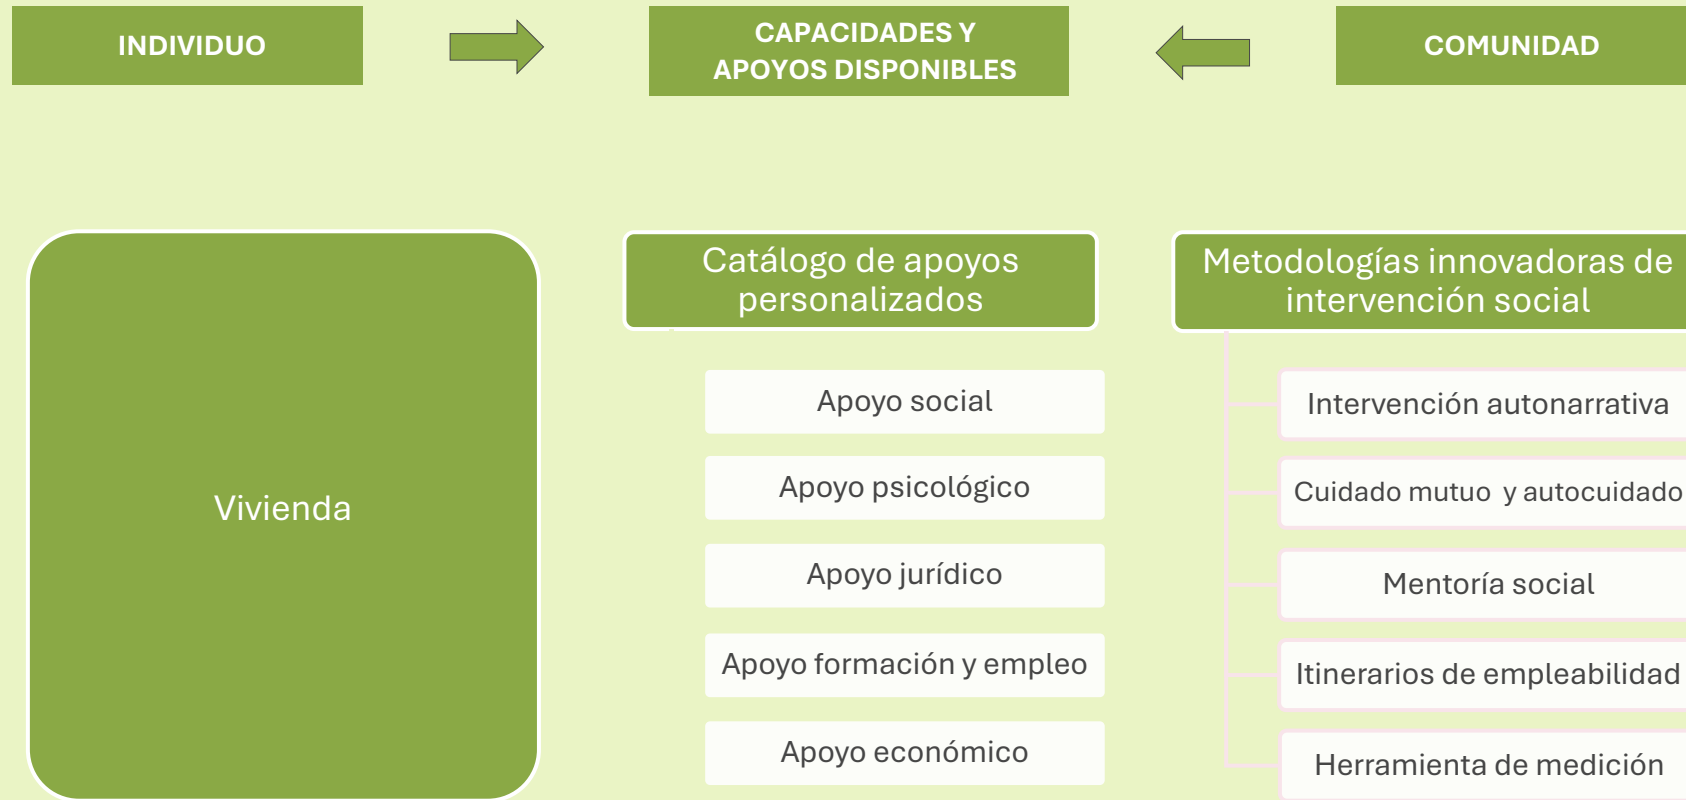 INDIVIDUO
CAPACIDADES Y
APOYOS DISPONIBLES
COMUNIDAD
Vivienda
Catálogo de apoyos
personalizados
Apoyo social
Apoyo psicológico
Apoyo jurídico
Apoyo formación y empleo
Apoyo económico
Metodologías innovadoras de
intervención social
Intervención autonarrativa
Cuidado mutuo y autocuidado
Mentoría social
Itinerarios de empleabilidad
Herramienta de medición